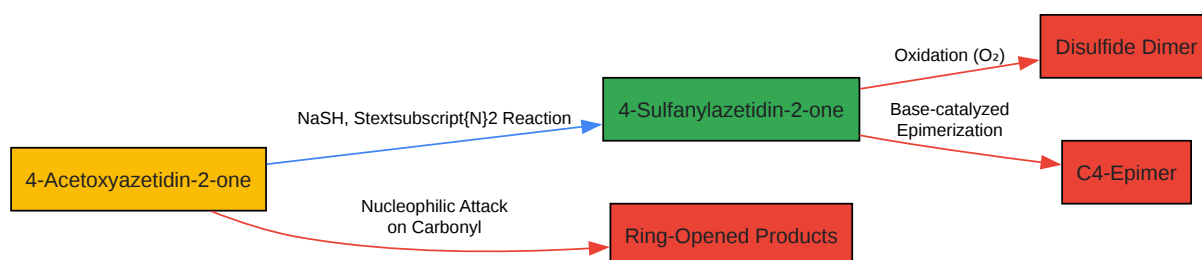 4-Acetoxyazetidin-2-one
NaSH, Stextsubscript{N}2 Reaction
Nucleophilic Attack
on Carbonyl
4-Sulfanylazetidin-2-one
Ring-Opened Products
Oxidation (O₂)
Base-catalyzed
Epimerization
Disulfide Dimer
C4-Epimer